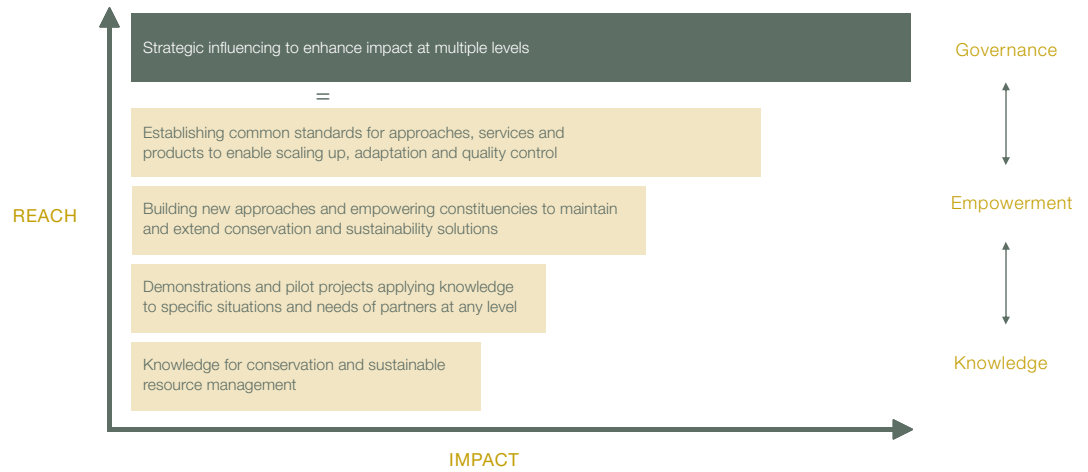 Strategic influencing to enhance impact at multiple levels
=
Establishing common standards for approaches, services and
products to enable scaling up, adaptation and quality control
Building new approaches and empowering constituencies to maintain
and extend conservation and sustainability solutions
Demonstrations and pilot projects applying knowledge
to specific situations and needs of partners at any level
Knowledge for conservation and sustainable
resource management
REACH
IMPACT
Governance
Empowerment
Knowledge